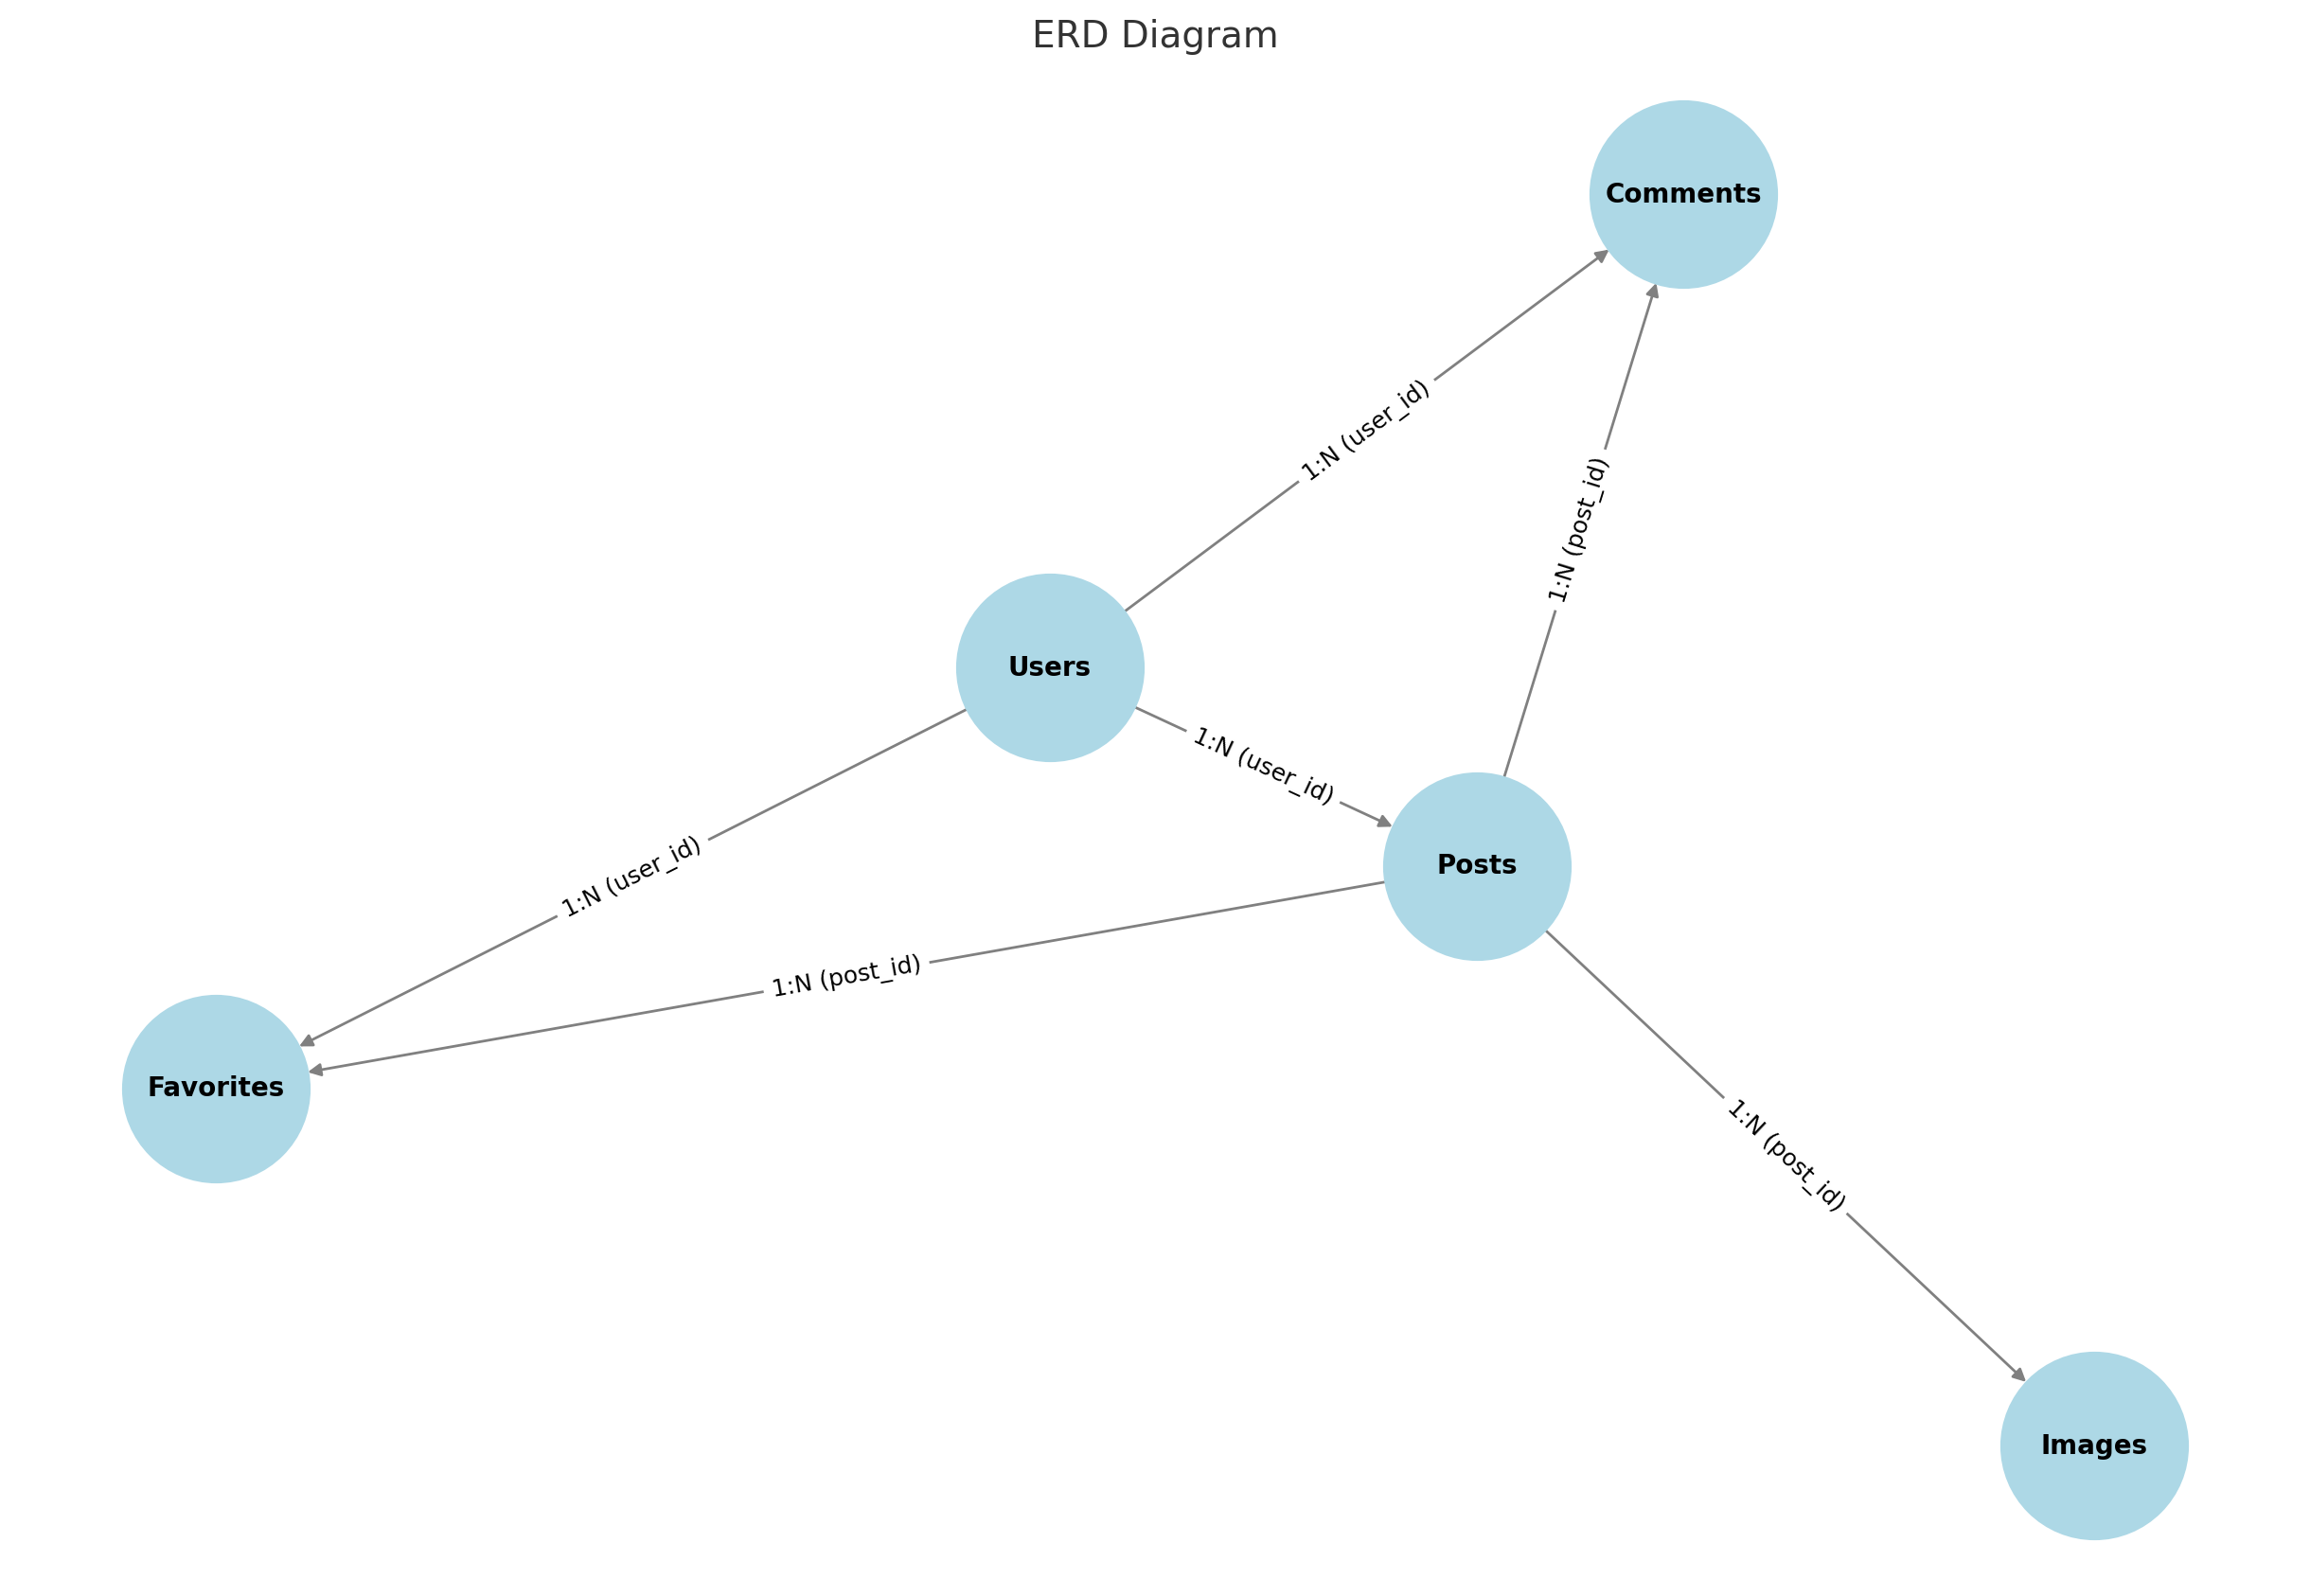 ERD Diagram
Comments
1:N (user_id)
1:N (post_id)
Users
1:N (user_id)
1:N (user_id)
Posts
1:N (post_id)
Favorites
1:N (post_id)
Images